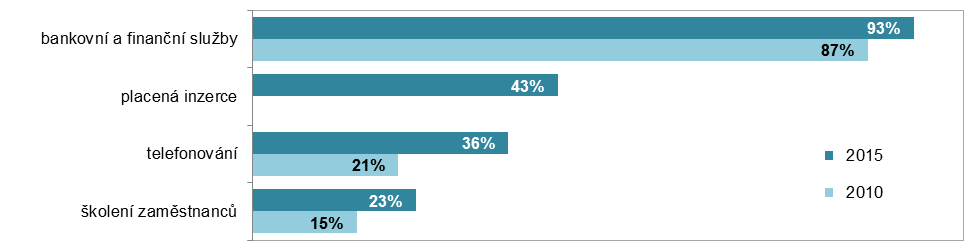 bankovní a finanční služby
93%
87%
placená inzerce
43%
telefonování
36%
21%
školení zaměstnanců
23%
15%
2015
2010